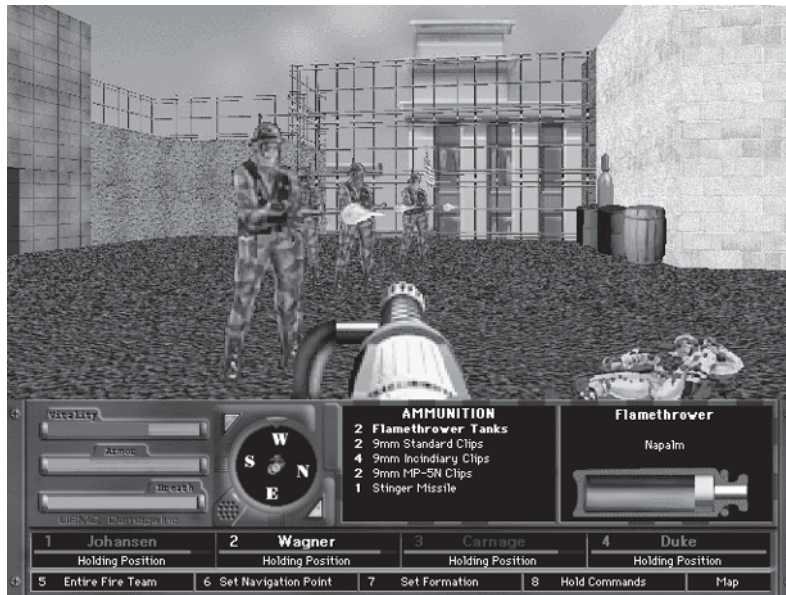 Vitality
Armor
Breath
USMC/Damage Inc.
W
S N
E
AMMUNITION
2 Flamethrower Tanks
2 9mm Standard Clips
4 9mm Incindiary Clips
2 9mm MP-5N Clips
1 Stinger Missile
Flamethrower
Napalm
1 Johansen
Holding Position
2 Wagner
Holding Position
3 Carnage
Holding Position
4 Duke
Holding Position
5 Entire Fire Team 6 Set Navigation Point 7 Set Formation 8 Hold Commands Map